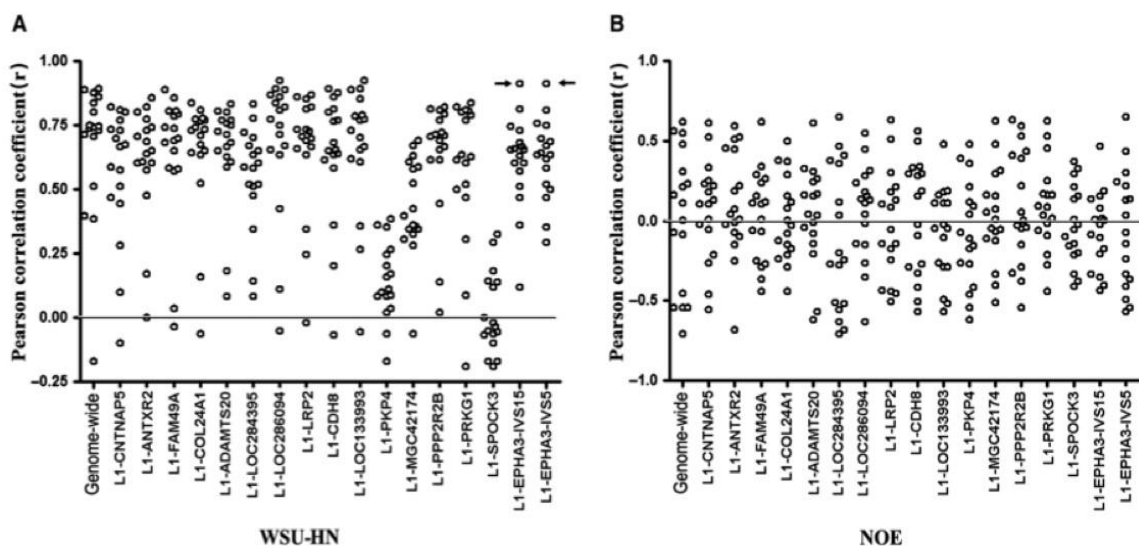 A
Pearson correlation coefficient (r)
1.00
0.75
0.50
0.25
0.00
−0.25
Genome-wide
L1-CNTNAP5
L1-ANTXR2
L1-FAM49A
L1-COL24A1
L1-ADAMTS20
L1-LOC284395
L1-LOC286094
L1-LRP2
L1-CDH8
L1-LOC133993
L1-PKP4
L1-MGC42174
L1-PPP2R2B
L1-PRKG1
L1-SPOCK3
L1-EPHA3-IVS15
L1-EPHA3-IVS5
WSU-HN
B
Pearson correlation coefficient (r)
1.0
0.5
0.0
−0.5
−1.0
Genome-wide
L1-CNTNAP5
L1-ANTXR2
L1-FAM49A
L1-COL24A1
L1-ADAMTS20
L1-LOC284395
L1-LOC286094
L1-LRP2
L1-CDH8
L1-LOC133993
L1-PKP4
L1-MGC42174
L1-PPP2R2B
L1-PRKG1
L1-SPOCK3
L1-EPHA3-IVS15
L1-EPHA3-IVS5
NOE